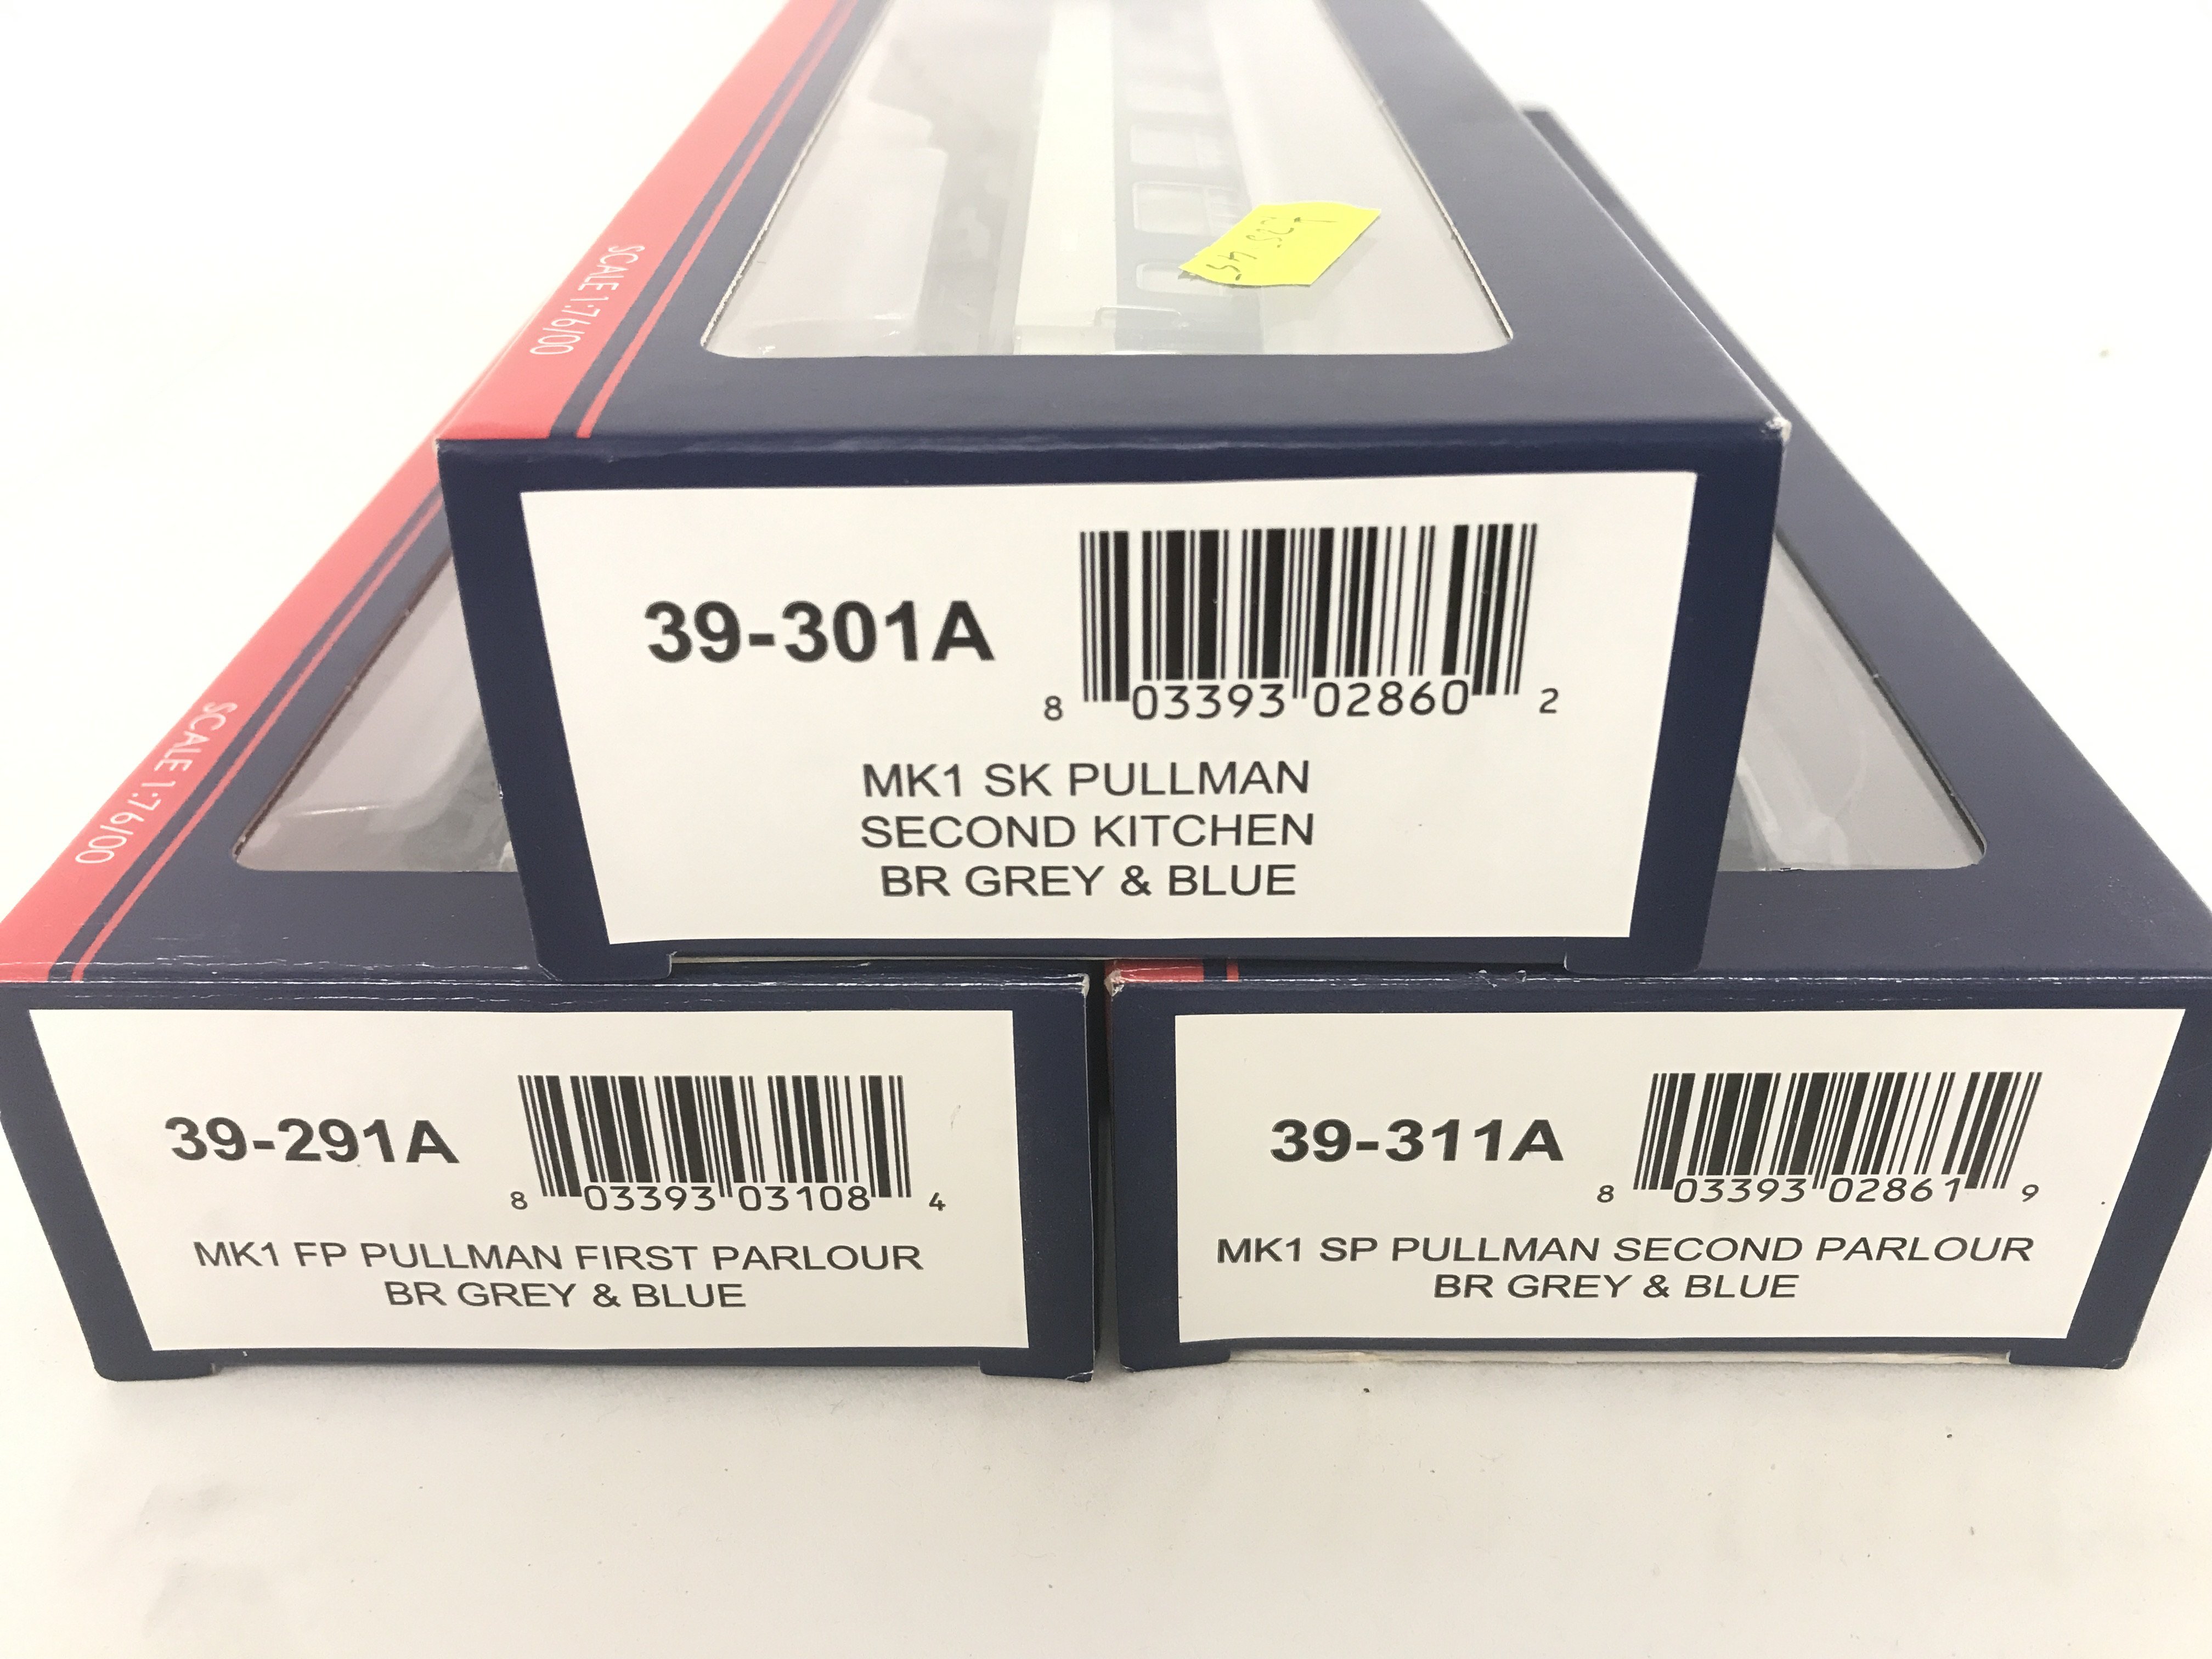 SCALE 1:76/00
39-301A
8 03393 02860 2
MK1 SK PULLMAN
SECOND KITCHEN
BR GREY & BLUE
SCALE 1:76/00
39-291A
8 03393 03108 4
MK1 FP PULLMAN FIRST PARLOUR
BR GREY & BLUE
39-311A
8 03393 02861 9
MK1 SP PULLMAN SECOND PARLOUR
BR GREY & BLUE